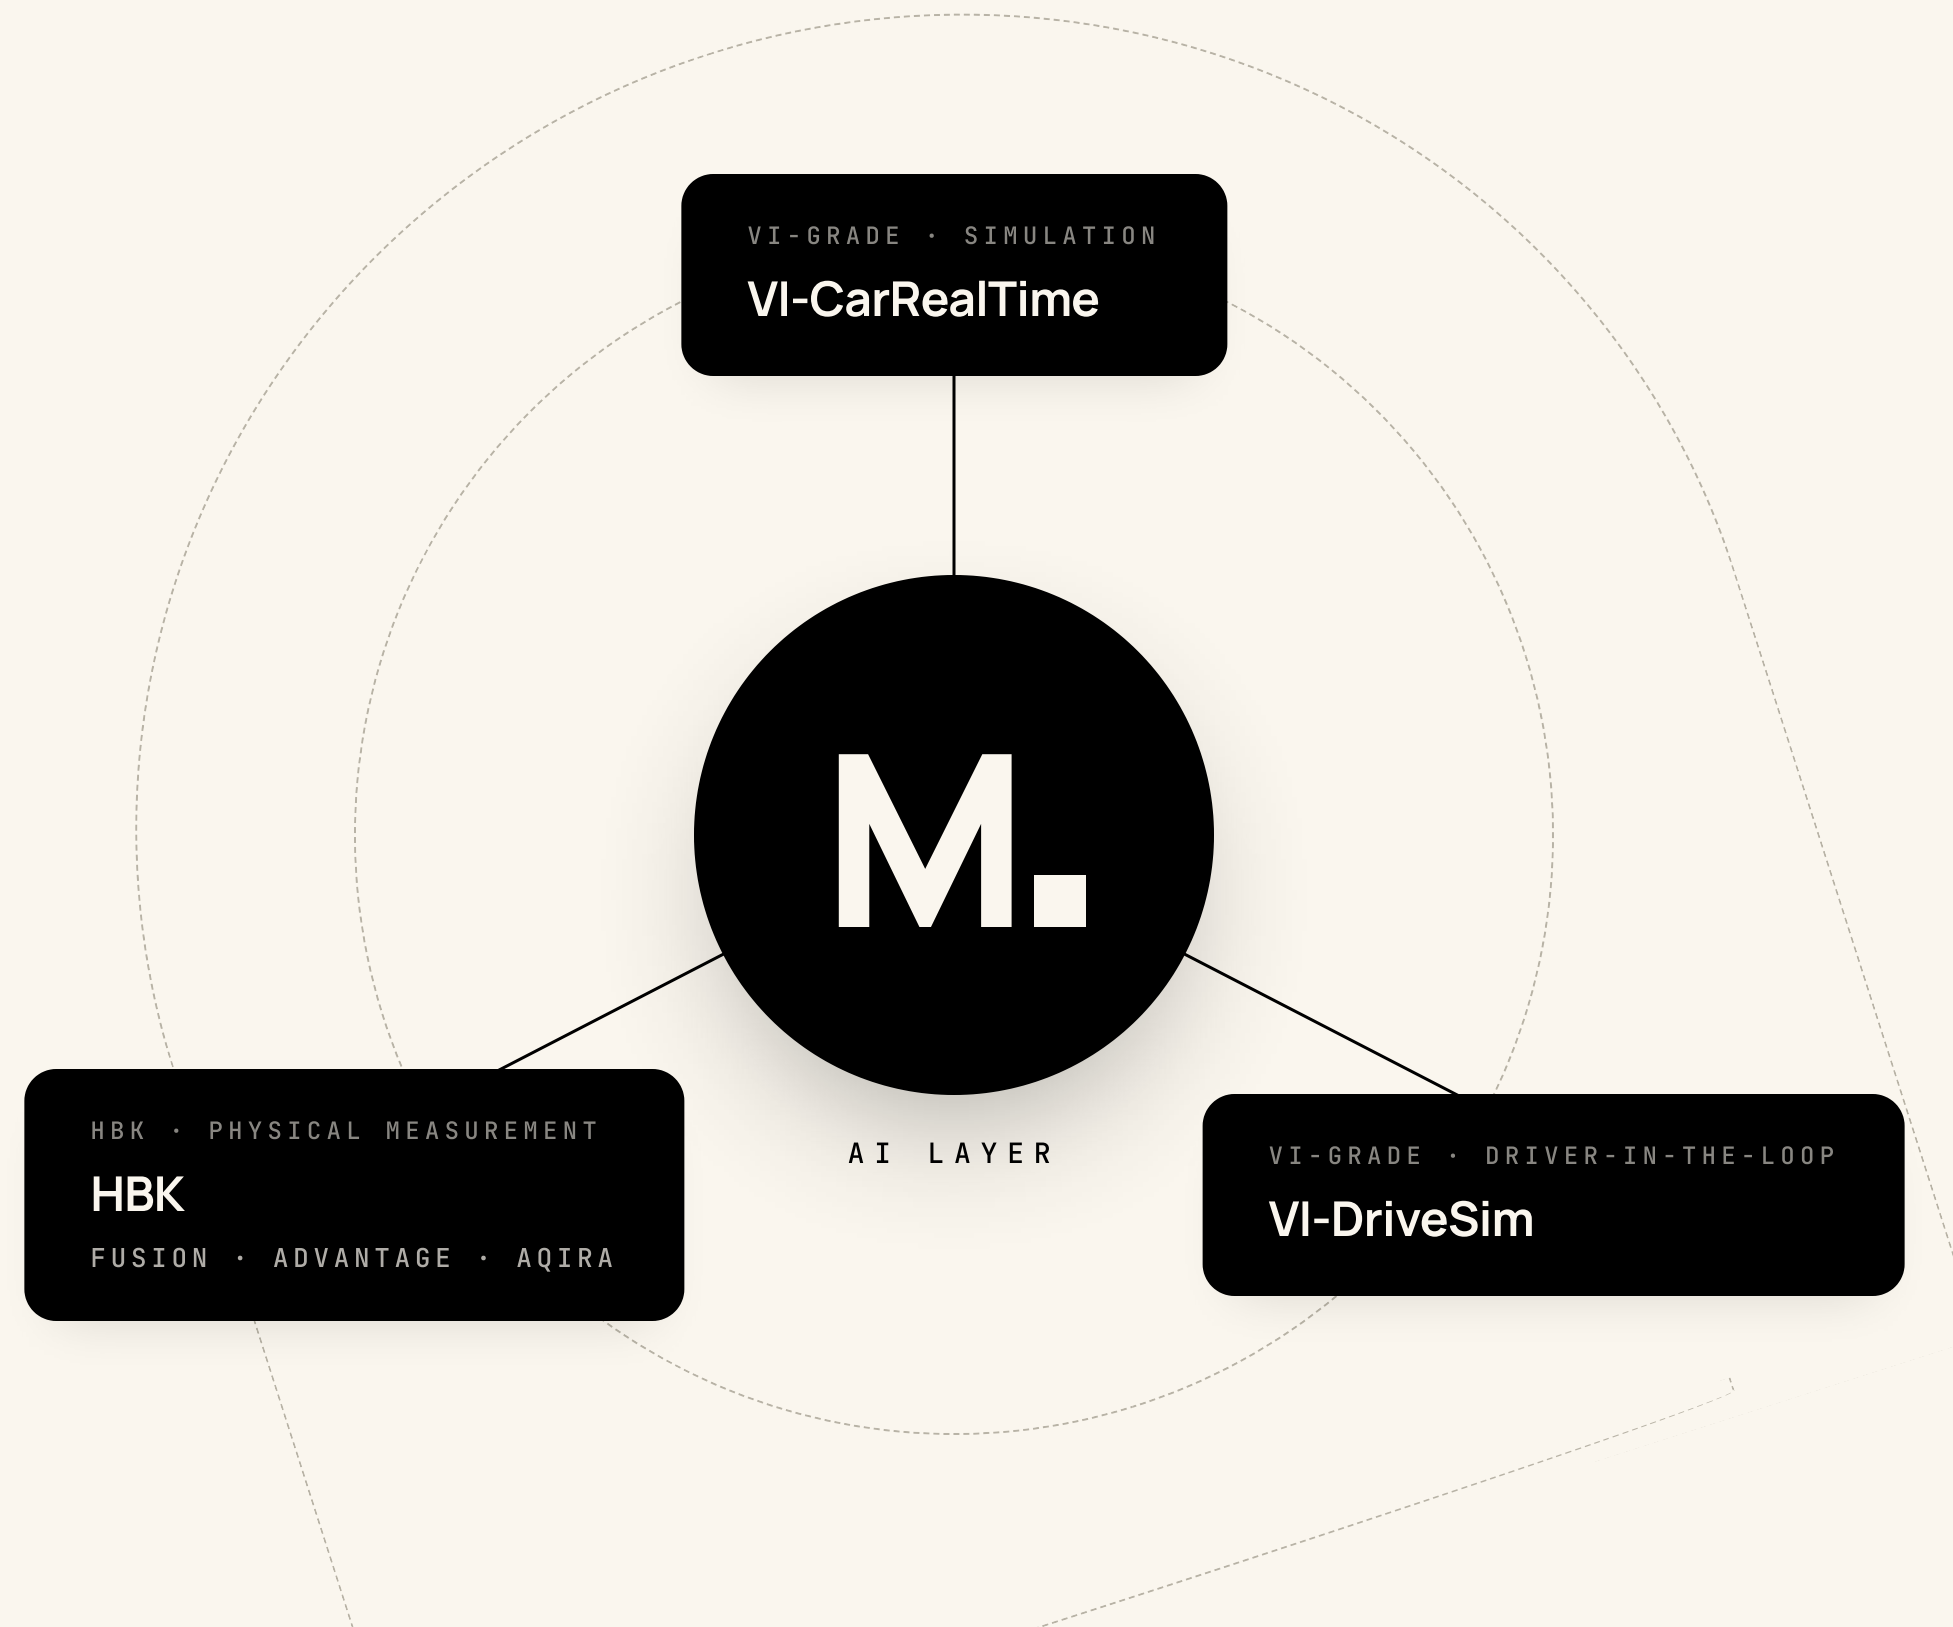 VI-GRADE · SIMULATION
VI-CarRealTime
M.
AI LAYER
HBK · PHYSICAL MEASUREMENT
HBK
FUSION · ADVANTAGE · AQIRA
VI-GRADE · DRIVER-IN-THE-LOOP
VI-DriveSim